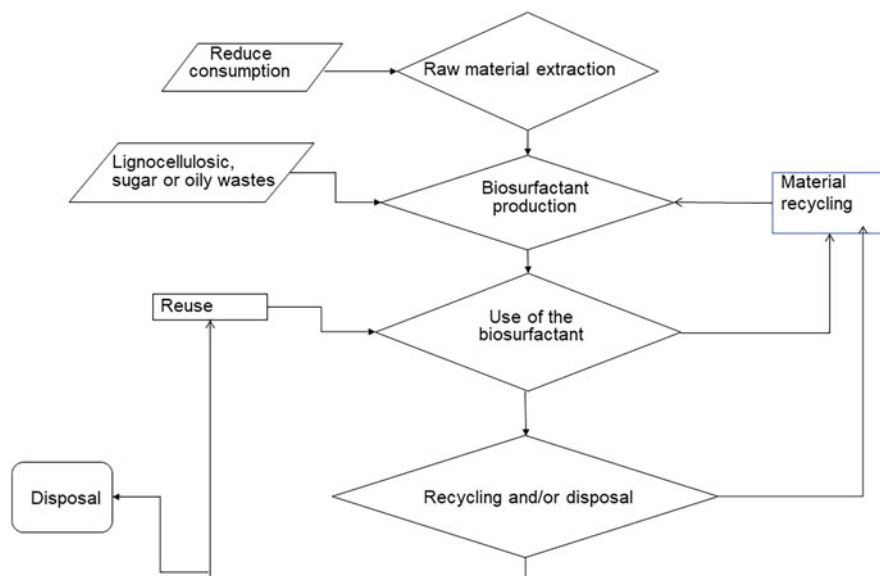 Reduce
consumption
Raw material extraction
Lignocellulosic,
sugar or oily wastes
Biosurfactant
production
Material
recycling
Reuse
Use of the
biosurfactant
Disposal
Recycling and/or disposal